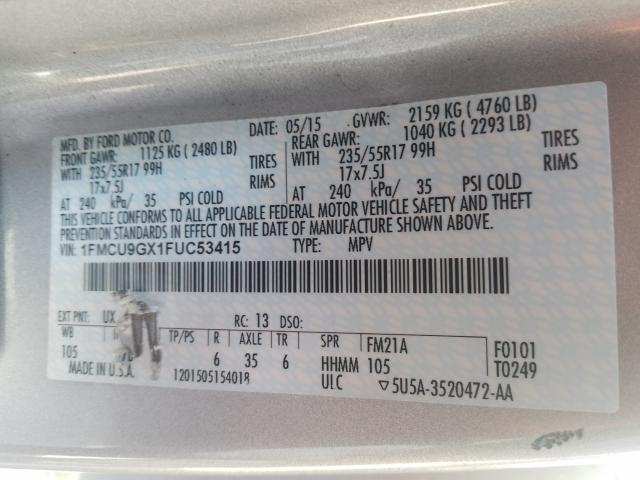 MFD. BY FORD MOTOR CO. DATE: 05/15 GVWR: 2159 KG ( 4760 LB)
FRONT GAWR: 1125 KG ( 2480 LB) REAR GAWR: 1040 KG ( 2293 LB)
WITH 235/55R17 99H TIRES WITH 235/55R17 99H TIRES
17x7.5J RIMS 17x7.5J RIMS
AT 240 kPa/ 35 PSI COLD AT 240 kPa/ 35 PSI COLD
THIS VEHICLE CONFORMS TO ALL APPLICABLE FEDERAL MOTOR VEHICLE SAFETY AND THEFT
PREVENTION STANDARDS IN EFFECT ON THE DATE OF MANUFACTURE SHOWN ABOVE.
VIN: 1FMCU9GX1FUC53415 TYPE: MPV
EXT PNT: UX RC: 13 DSO:
WB TP/PS R AXLE TR SPR FM21A F0101
105 6 35 6 HHMM 105 T0249
MADE IN U.S.A. 1201505154018 ULC ▽5U5A-3520472-AA